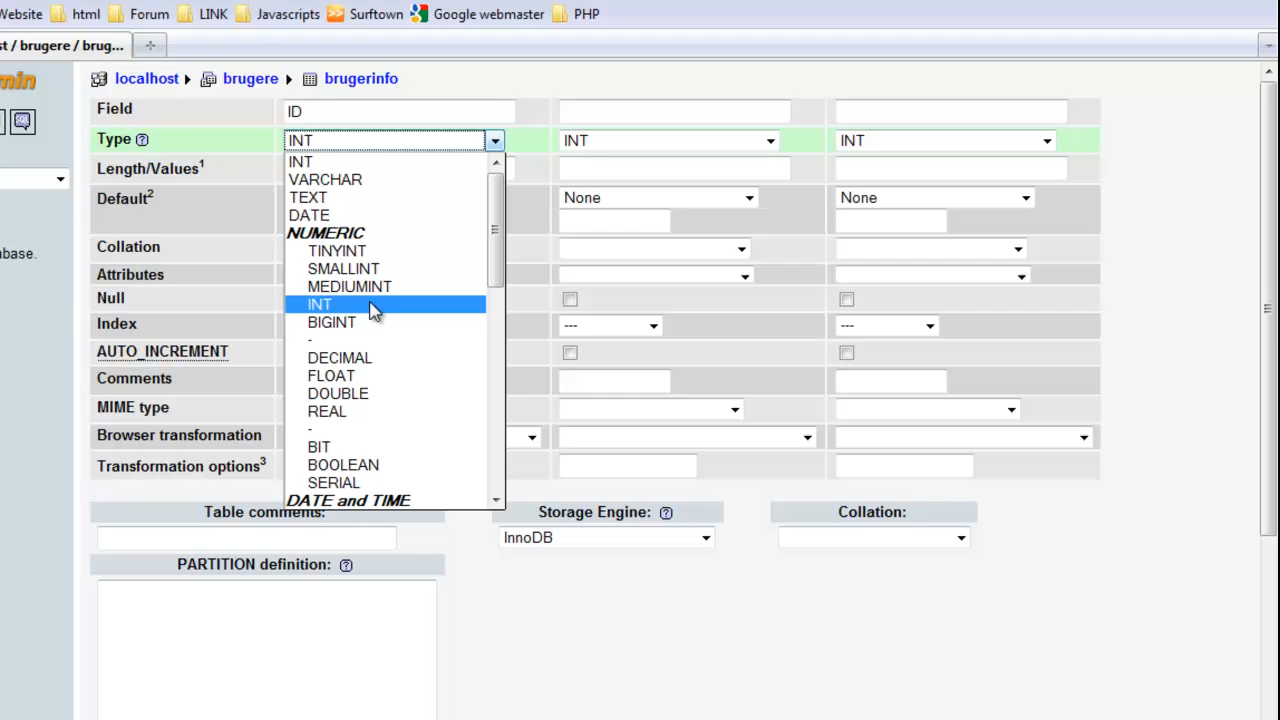 Website html Forum LINK Javascripts Surftown Google webmaster PHP
st / brugere / brug...
min
localhost brugere brugerinfo
Field ID
Type INT INT INT
Length/Values1
Default2 None None
Collation
Attributes
Null
Index --- ---
AUTO_INCREMENT
Comments
MIME type
Browser transformation
Transformation options3
INT
VARCHAR
TEXT
DATE
NUMERIC
TINYINT
SMALLINT
MEDIUMINT
INT
BIGINT
-
DECIMAL
FLOAT
DOUBLE
REAL
-
BIT
BOOLEAN
SERIAL
DATE and TIME
SQL
base.
Table comments: Storage Engine: Collation:
InnoDB
PARTITION definition: